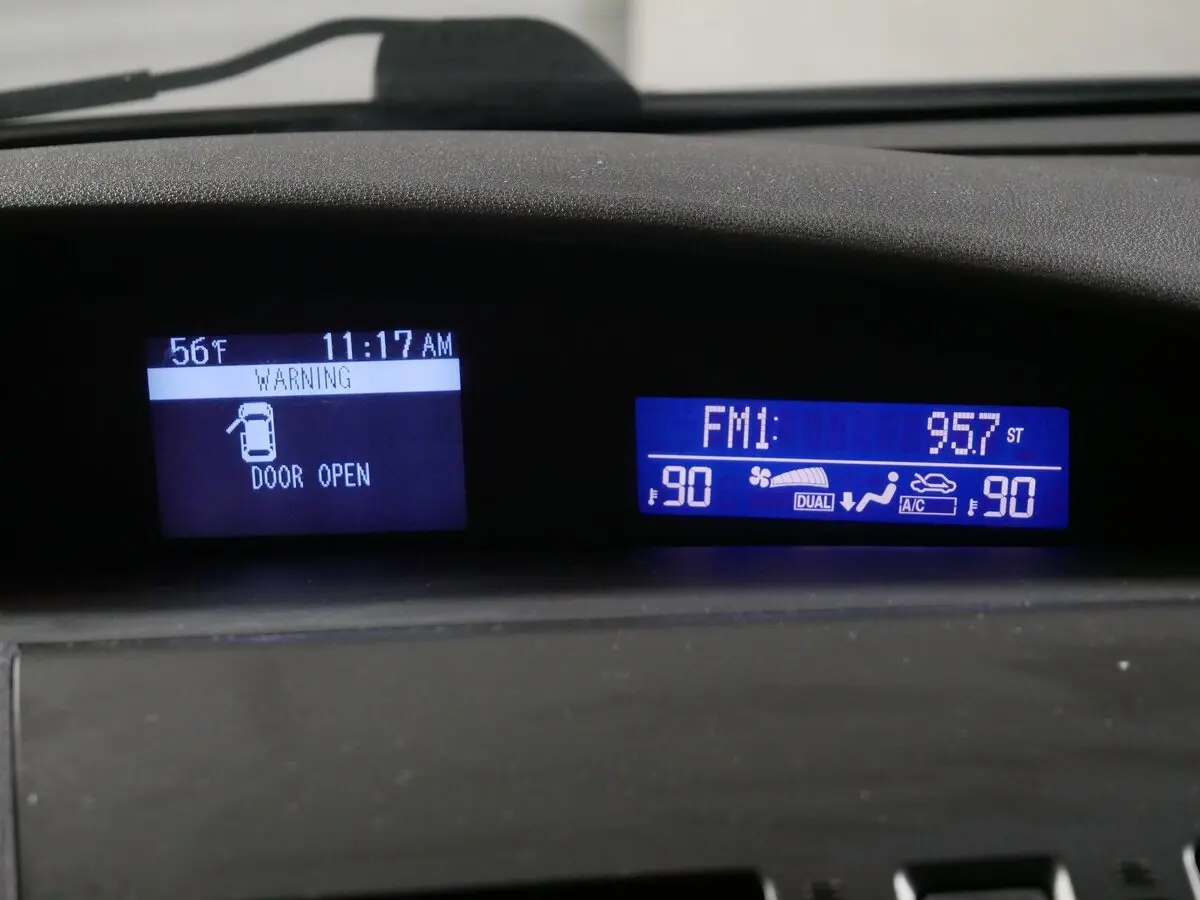 56°F 11:17 AM
WARNING
DOOR OPEN
FM1: 95.7 ST
90 DUAL A/C 90